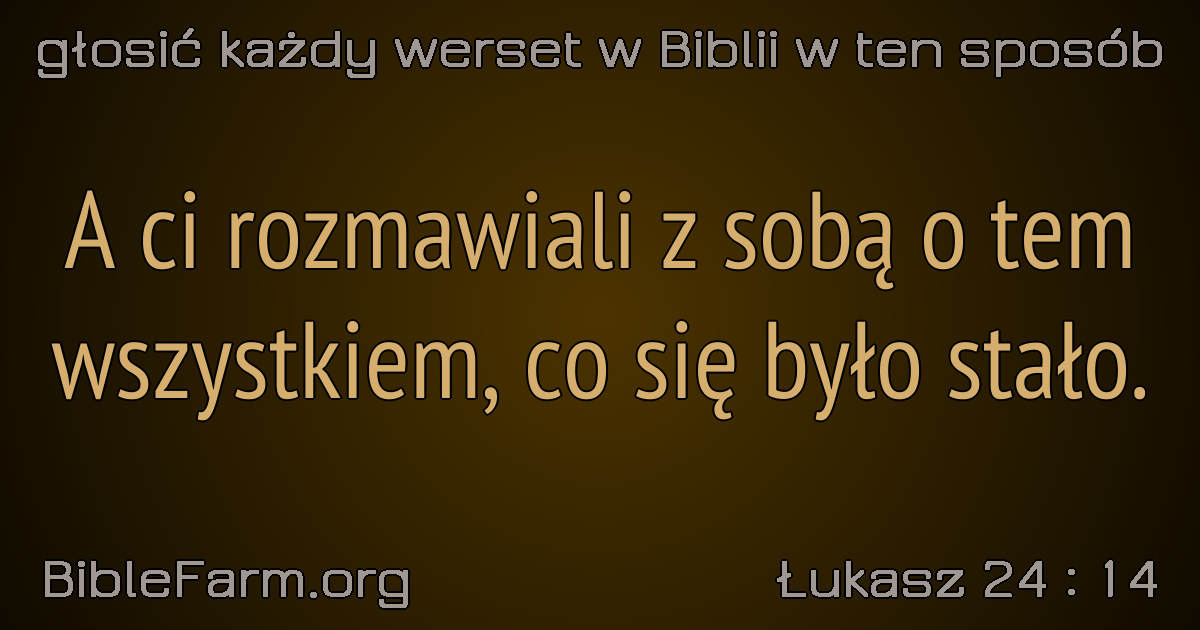 głosić każdy werset w Biblii w ten sposób
A ci rozmawiali z sobą o tem
wszystkiem, co się było stało.
BibleFarm.org
Łukasz 24 : 14